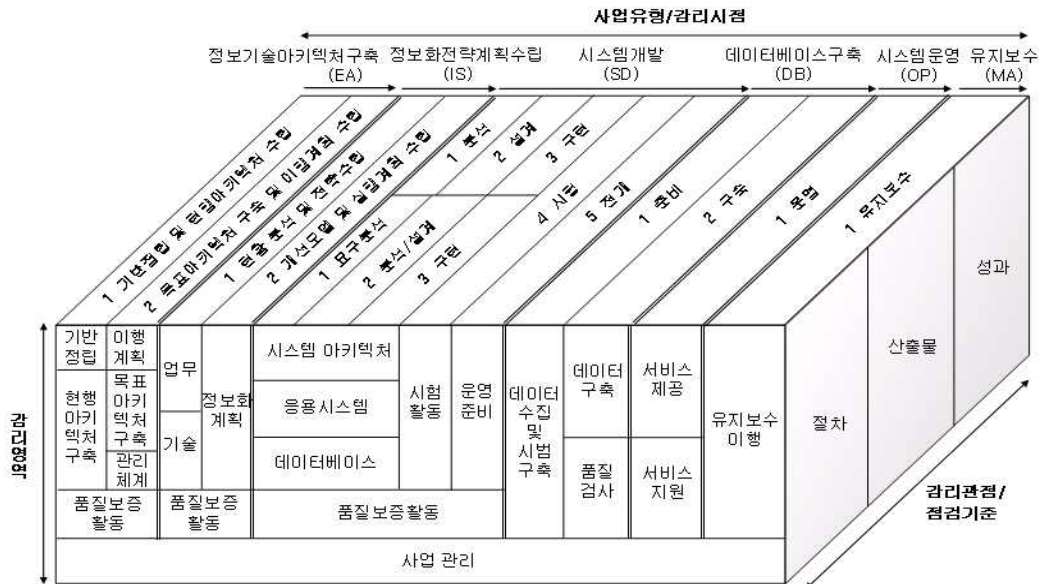 사업유형/감리시점
정보기술아키텍처구축 정보화전략계획수립 시스템개발 데이터베이스구축 시스템운영 유지보수
(EA) (IS) (SD) (DB) (OP) (MA)
1 기반정립 및 현행아키텍처 수립
2 목표아키텍처 구축 및 이행계획 수립
1 현황분석 및 전략 수립
2 개선모델 및 실행계획 수립
1 분석
2 설계
3 구현
1 요구분석
2 분석/설계
3 구현
4 시험
5 전개
1 준비
2 구축
1 운영
1 유지보수
감리영역
기반
정립
이행
계획
현행
아키
텍처
구축
목표
아키
텍처
구축
관리
체계
품질보증
활동
업무
기술
정보화
계획
품질보증
활동
시스템 아키텍처
응용시스템
데이터베이스
시험
활동
운영
준비
품질보증활동
데이터
수집
및
시범
구축
데이터
구축
품질
검사
서비스
제공
서비스
지원
유지보수
이행
사업 관리
절차
산출물
성과
감리관점/
점검기준